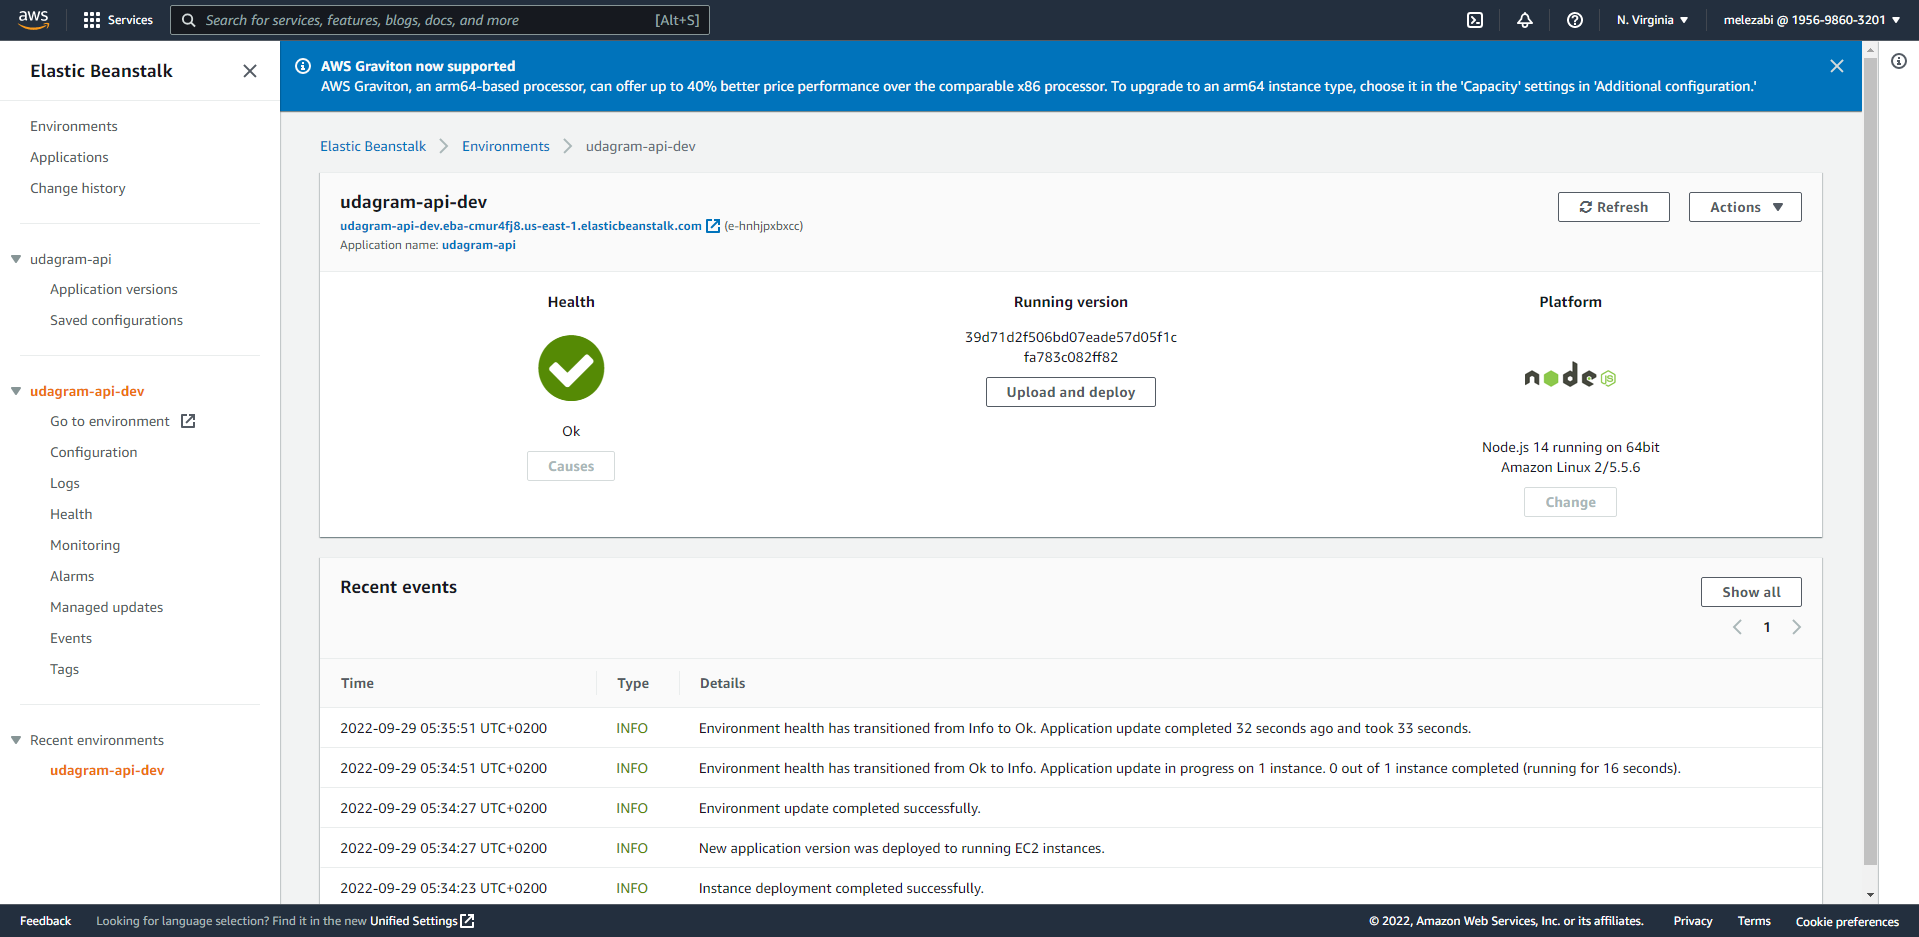 aws
Services
Search for services, features, blogs, docs, and more
[Alt+S]
N. Virginia
melezabi @ 1956-9860-3201
Elastic Beanstalk
Environments
Applications
Change history
udagram-api
Application versions
Saved configurations
udagram-api-dev
Go to environment
Configuration
Logs
Health
Monitoring
Alarms
Managed updates
Events
Tags
Recent environments
udagram-api-dev
AWS Graviton now supported
AWS Graviton, an arm64-based processor, can offer up to 40% better price performance over the comparable x86 processor. To upgrade to an arm64 instance type, choose it in the 'Capacity' settings in 'Additional configuration.'
Elastic Beanstalk
Environments
udagram-api-dev
udagram-api-dev
udagram-api-dev.eba-cmur4fj8.us-east-1.elasticbeanstalk.com (e-hnhjpxbxcc)
Application name: udagram-api
Refresh
Actions
Health
Ok
Causes
Running version
39d71d2f506bd07eade57d05f1c
fa783c082ff82
Upload and deploy
Platform
node JS
Node.js 14 running on 64bit
Amazon Linux 2/5.5.6
Change
Recent events
Show all
1
Time Type Details
2022-09-29 05:35:51 UTC+0200 INFO Environment health has transitioned from Info to Ok. Application update completed 32 seconds ago and took 33 seconds.
2022-09-29 05:34:51 UTC+0200 INFO Environment health has transitioned from Ok to Info. Application update in progress on 1 instance. 0 out of 1 instance completed (running for 16 seconds).
2022-09-29 05:34:27 UTC+0200 INFO Environment update completed successfully.
2022-09-29 05:34:27 UTC+0200 INFO New application version was deployed to running EC2 instances.
2022-09-29 05:34:23 UTC+0200 INFO Instance deployment completed successfully.
Feedback
Looking for language selection? Find it in the new Unified Settings
© 2022, Amazon Web Services, Inc. or its affiliates.
Privacy
Terms
Cookie preferences